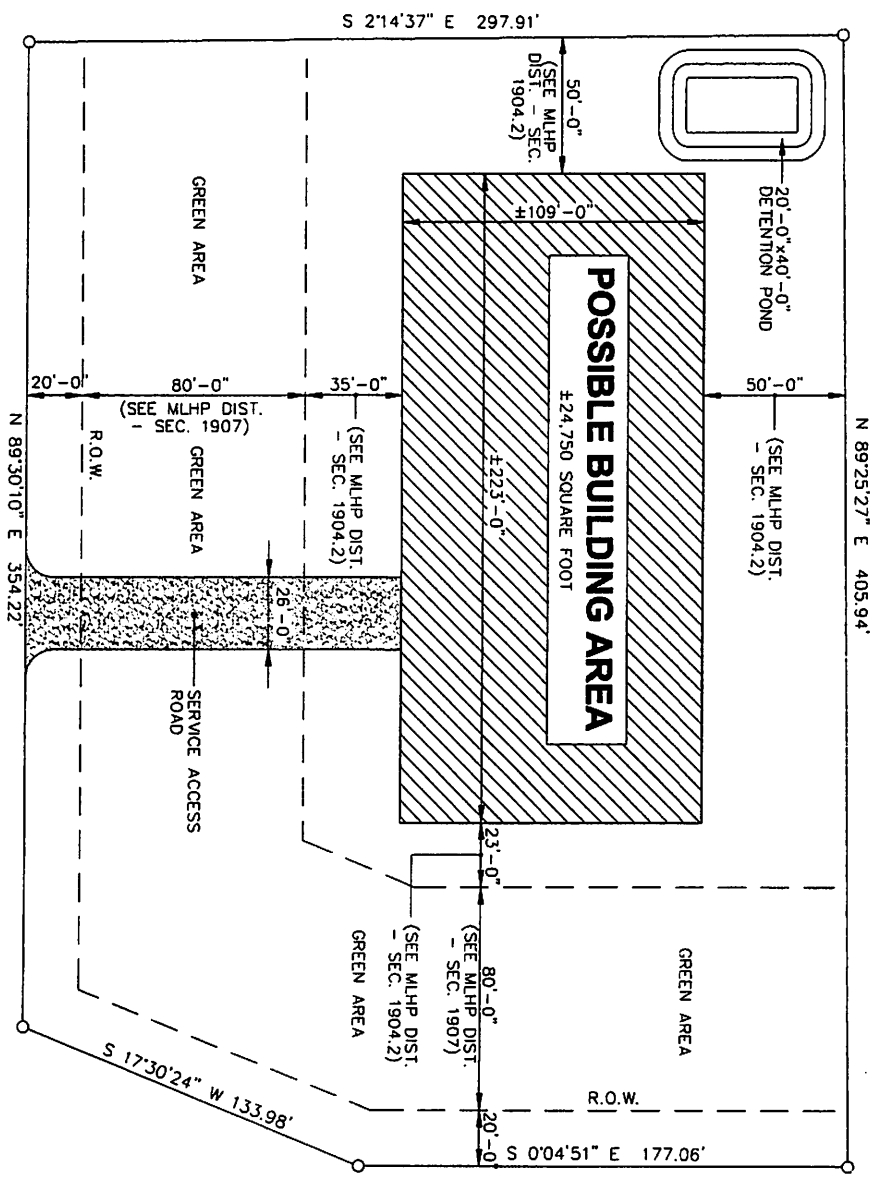 S 2°14'37" E 297.91'
50'-0"
(SEE MLHP
DIST. - SEC.
1904.2)
20'-0"x40'-0"
DETENTION POND
N 89°25'27" E 405.94'
GREEN AREA
±109'-0"
POSSIBLE BUILDING AREA
±24,750 SQUARE FOOT
±223'-0"
50'-0"
(SEE MLHP DIST.
- SEC. 1904.2)
20'-0"
80'-0"
(SEE MLHP DIST.
- SEC. 1907)
35'-0"
(SEE MLHP DIST.
- SEC. 1904.2)
R.O.W.
GREEN AREA
N 89°30'10" E 354.22'
26'-0"
SERVICE ACCESS
ROAD
23'-0"
(SEE MLHP DIST.
- SEC. 1904.2)
80'-0"
(SEE MLHP DIST.
- SEC. 1907)
GREEN AREA
GREEN AREA
R.O.W.
20'-0"
S 17°30'24" W 133.98'
S 0°04'51" E 177.06'